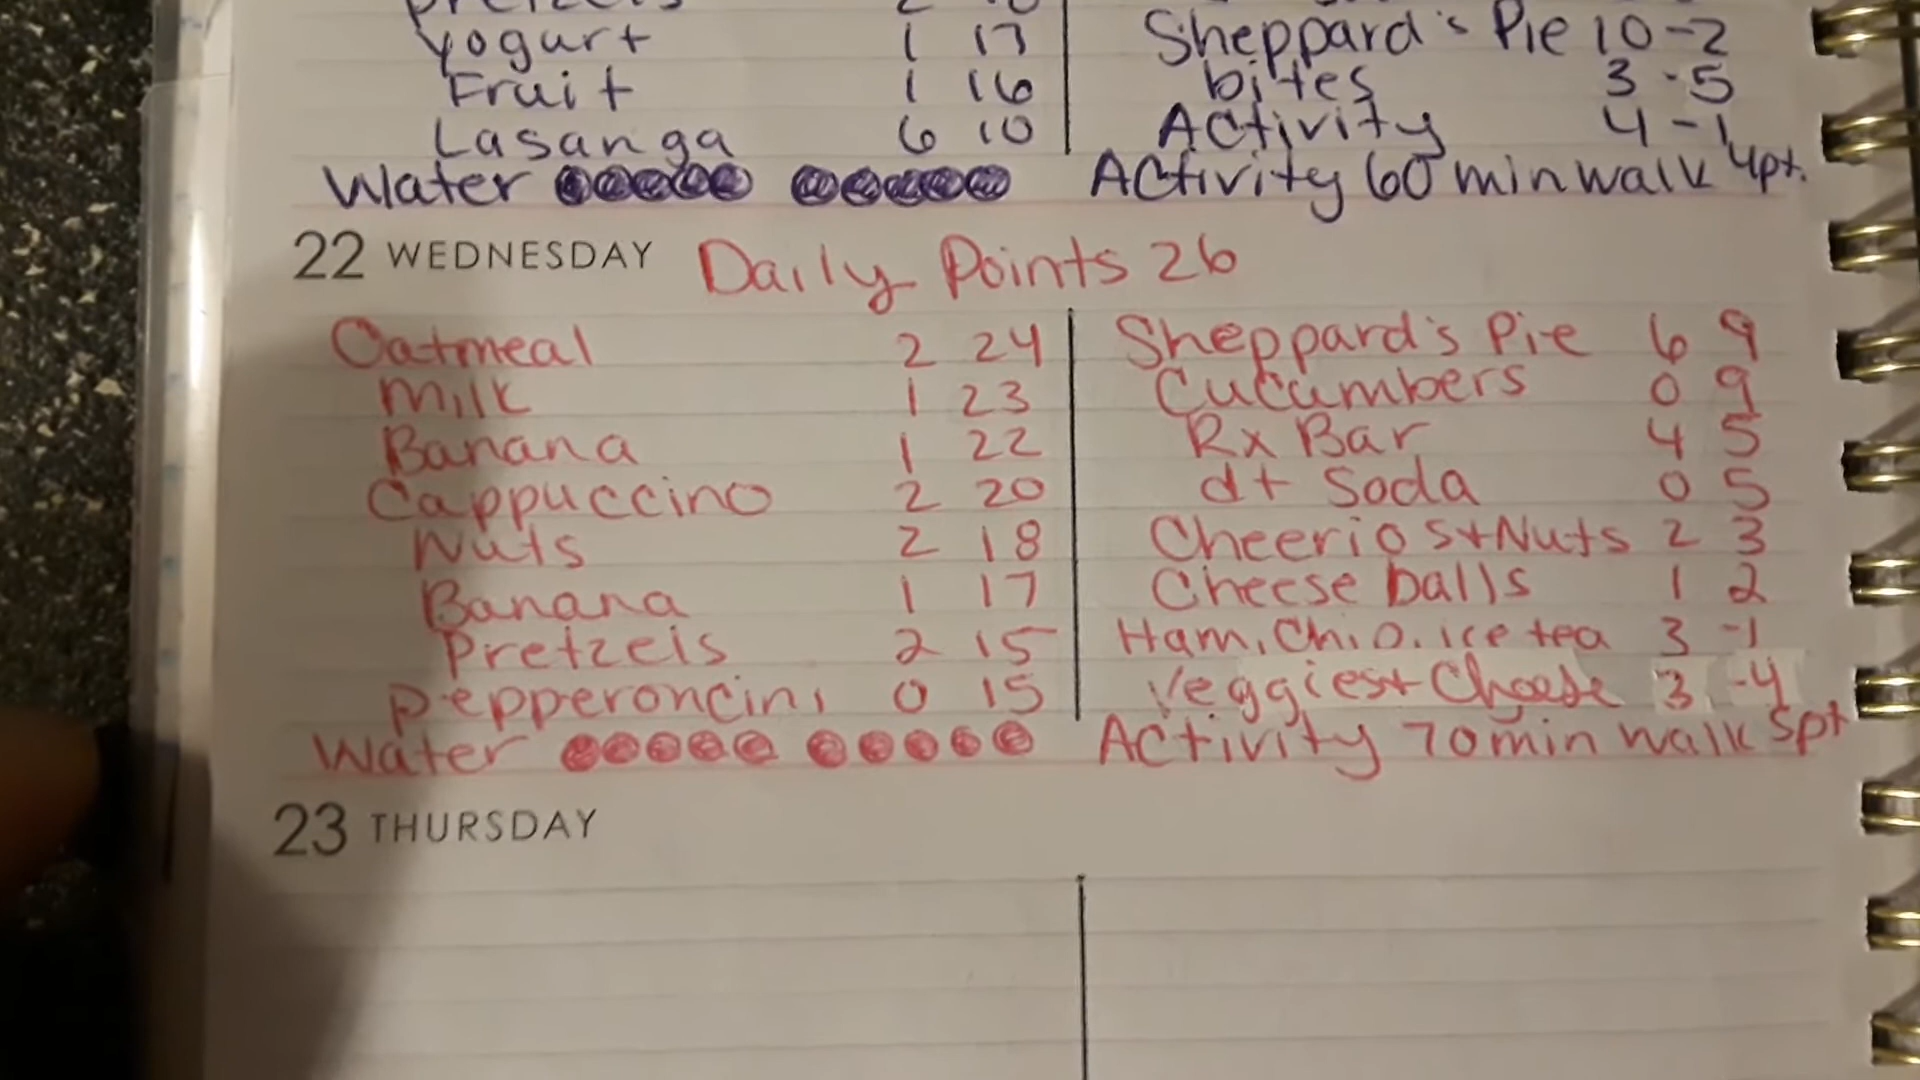 Yogurt 1 17
Fruit 1 16
Lasanga 6 10
Water
Sheppard's Pie 10 -2
bites 3 -5
Activity 4 -1
Activity 60 min walk 4pt.
22 WEDNESDAY Daily Points 26
Oatmeal 2 24
Milk 1 23
Banana 1 22
Cappuccino 2 20
Nuts 2 18
Banana 1 17
Pretzels 2 15
Pepperoncini 0 15
Water
Sheppard's Pie 6 9
Cucumbers 0 9
Rx Bar 4 5
dt Soda 0 5
Cheerios+Nuts 2 3
Cheese balls 1 2
Ham, Ch. O. ice tea 3 -1
Veggies+ Cheese 3 -4
Activity 70 min walk 5pt
23 THURSDAY